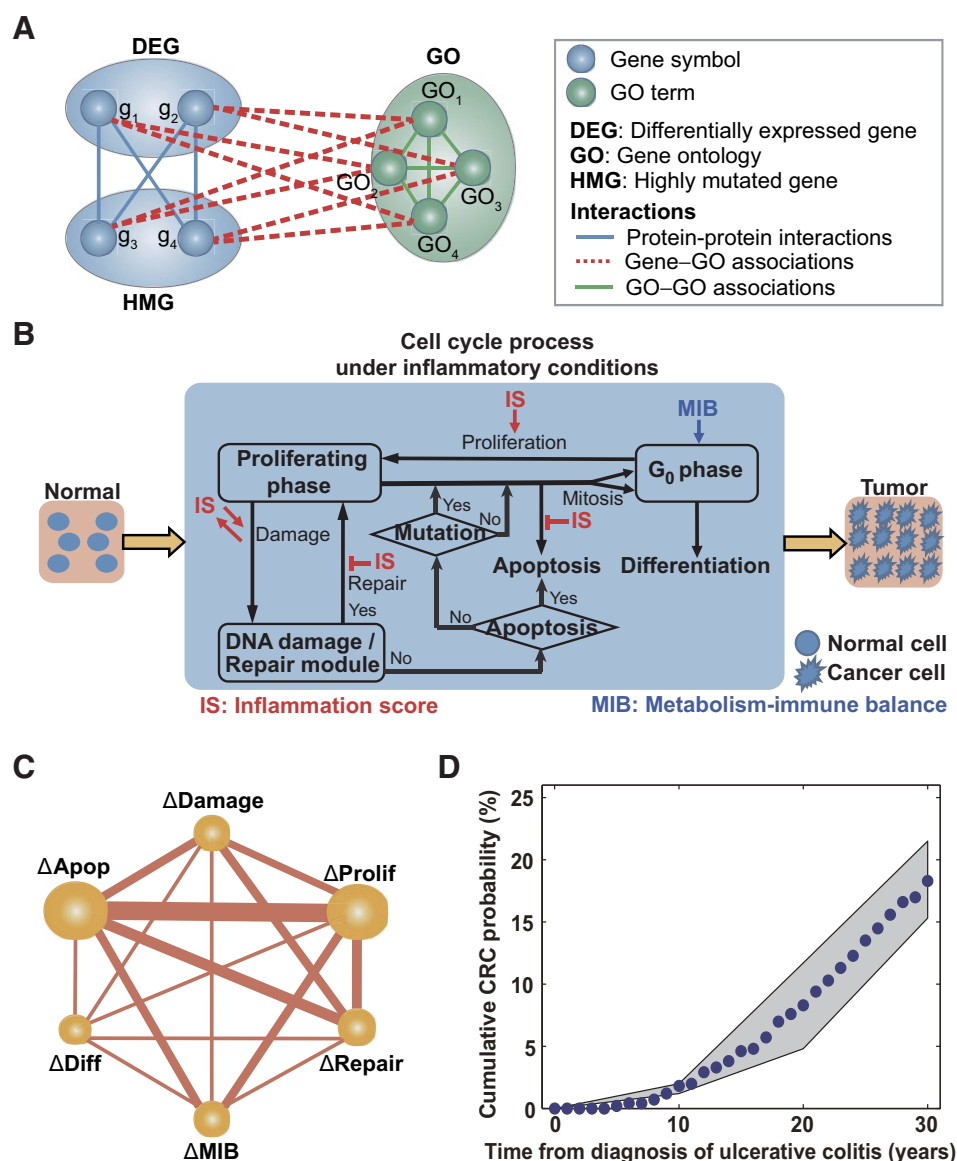 A
DEG
g1
g2
g3
g4
HMG
GO
GO1
GO2
GO3
GO4
Gene symbol
GO term
DEG: Differentially expressed gene
GO: Gene ontology
HMG: Highly mutated gene
Interactions
Protein-protein interactions
Gene–GO associations
GO–GO associations
B
Cell cycle process
under inflammatory conditions
IS
MIB
Proliferation
Proliferating
phase
G0 phase
Mitosis
Normal
Tumor
IS
Damage
Yes
Mutation
No
IS
IS
Repair
Yes
Apoptosis
Differentiation
No
Yes
Apoptosis
DNA damage /
Repair module
No
Normal cell
Cancer cell
IS: Inflammation score
MIB: Metabolism-immune balance
C
ΔDamage
ΔApop
ΔProlif
ΔDiff
ΔRepair
ΔMIB
D
Cumulative CRC probability (%)
25
20
15
10
5
0
0
10
20
30
Time from diagnosis of ulcerative colitis (years)